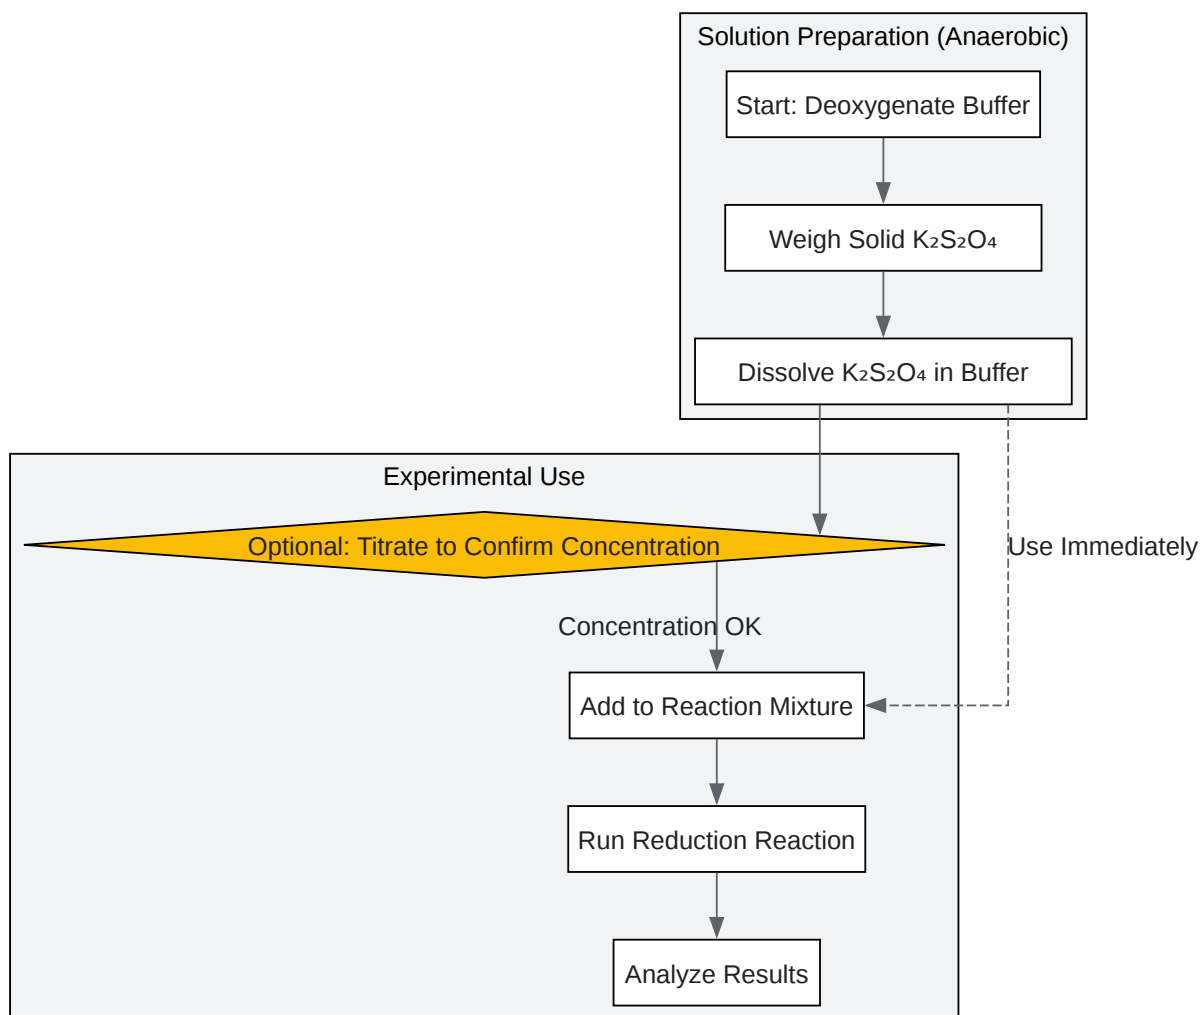 Solution Preparation (Anaerobic)
Start: Deoxygenate Buffer
Weigh Solid K₂S₂O₄
Dissolve K₂S₂O₄ in Buffer
Experimental Use
Optional: Titrate to Confirm Concentration
Use Immediately
Concentration OK
Add to Reaction Mixture
Run Reduction Reaction
Analyze Results